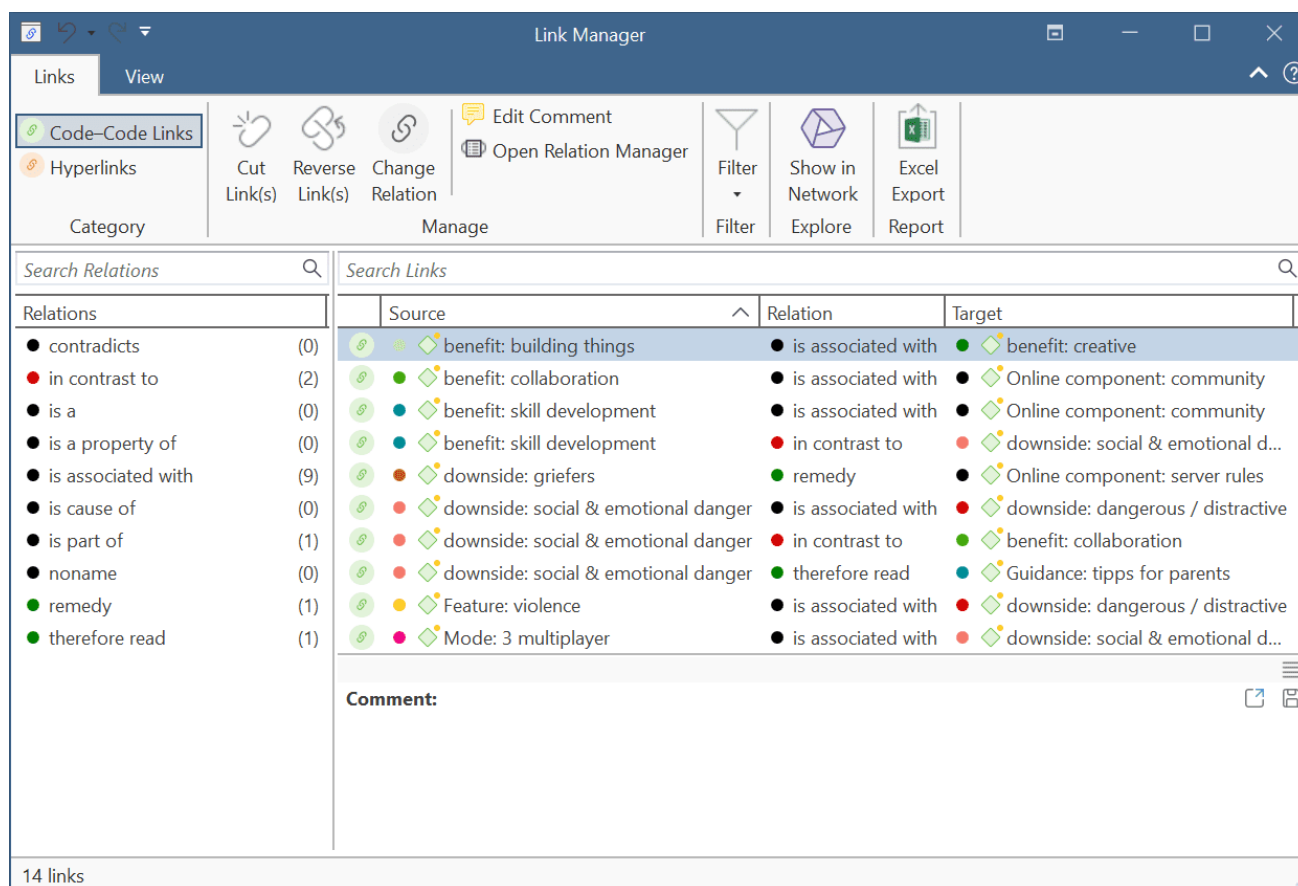 Link Manager
Links View
Code–Code Links
Hyperlinks
Category
Cut Link(s)
Reverse Link(s)
Change Relation
Edit Comment
Open Relation Manager
Manage
Filter
Filter
Show in Network
Explore
Excel Export
Report
Search Relations
Search Links
Relations
contradicts (0)
in contrast to (2)
is a (0)
is a property of (0)
is associated with (9)
is cause of (0)
is part of (1)
noname (0)
remedy (1)
therefore read (1)
Source Relation Target
benefit: building things is associated with benefit: creative
benefit: collaboration is associated with Online component: community
benefit: skill development is associated with Online component: community
benefit: skill development in contrast to downside: social & emotional d...
downside: griefers remedy Online component: server rules
downside: social & emotional danger is associated with downside: dangerous / distractive
downside: social & emotional danger in contrast to benefit: collaboration
downside: social & emotional danger therefore read Guidance: tipps for parents
Feature: violence is associated with downside: dangerous / distractive
Mode: 3 multiplayer is associated with downside: social & emotional d...
Comment:
14 links